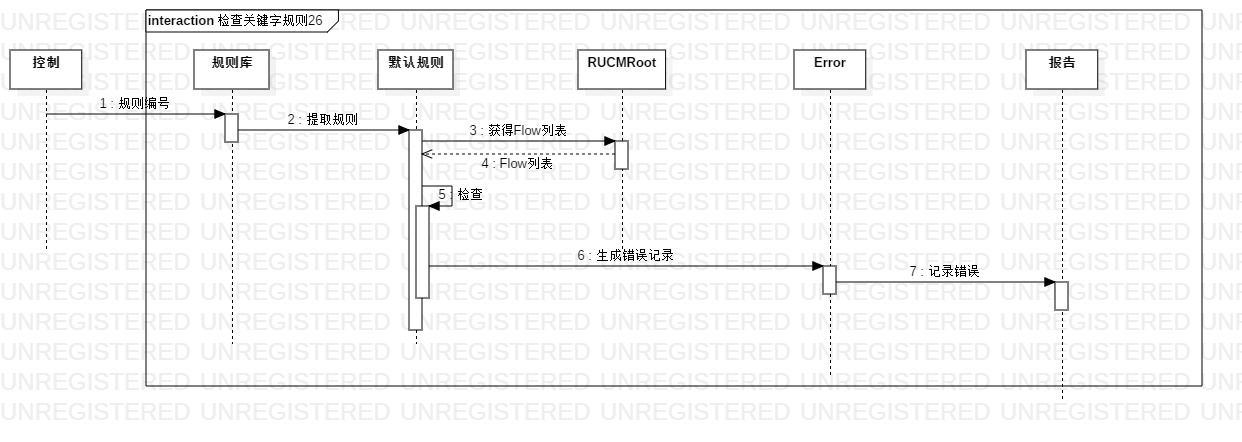 interaction 检查关键字规则26
控制
规则库
默认规则
RUCMRoot
Error
报告
1 : 规则编号
2 : 提取规则
3 : 获得Flow列表
4 : Flow列表
5 : 检查
6 : 生成错误记录
7 : 记录错误
UNREGISTERED UNREGISTERED UNREGISTERED UNREGISTERED UNREGISTERED UNREGISTERED UNR